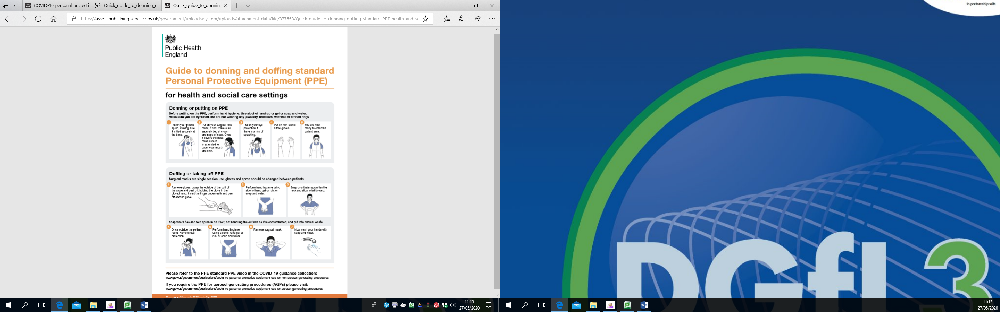 COVID-19 personal protecti
Quick_guide_to_donning_do
Quick_guide_to_donnin
https://assets.publishing.service.gov.uk/government/uploads/system/uploads/attachment_data/file/877658/Quick_guide_to_donning_doffing_standard_PPE_health_and_sc
Public Health
England
Guide to donning and doffing standard
Personal Protective Equipment (PPE)
for health and social care settings
Donning or putting on PPE
Before putting on the PPE, perform hand hygiene. Use alcohol handrub or gel or soap and water.
Make sure you are hydrated and are not wearing any jewellery, bracelets, watches or stoned rings.
1
Put on your plastic
apron, making sure
it is tied securely at
the back.
2
Put on your surgical face
mask, if tied, make sure
securely tied at crown
and nape of neck. Once
it covers the nose,
make sure it
is extended to
cover your mouth
and chin.
3
Put on your eye
protection if
there is a risk of
splashing.
4
Put on non-sterile
nitrile gloves.
5
You are now
ready to enter the
patient area.
Doffing or taking off PPE
Surgical masks are single session use, gloves and apron should be changed between patients.
1
Remove gloves, grasp the outside of the cuff of
the glove and peel off, holding the glove in the
gloved hand, insert the finger underneath and peel
off second glove.
2
Perform hand hygiene using
alcohol hand gel or rub, or
soap and water.
3
Snap or unfasten apron ties the
neck and allow to fall forward.
Snap waste ties and fold apron in on itself, not handling the outside as it is contaminated, and put into clinical waste.
4
Once outside the patient
room. Remove eye
protection.
5
Perform hand hygiene
using alcohol hand gel or
rub, or soap and water.
6
Remove surgical mask.
7
Now wash your hands with
soap and water.
Please refer to the PHE standard PPE video in the COVID-19 guidance collection:
www.gov.uk/government/publications/covid-19-personal-protective-equipment-use-for-non-aerosol-generating-procedures
If you require the PPE for aerosol generating procedures (AGPs) please visit:
www.gov.uk/government/publications/covid-19-personal-protective-equipment-use-for-aerosol-generating-procedures
11:13
27/05/2020
In partnership with
DGfL 3
11:13
27/05/2020